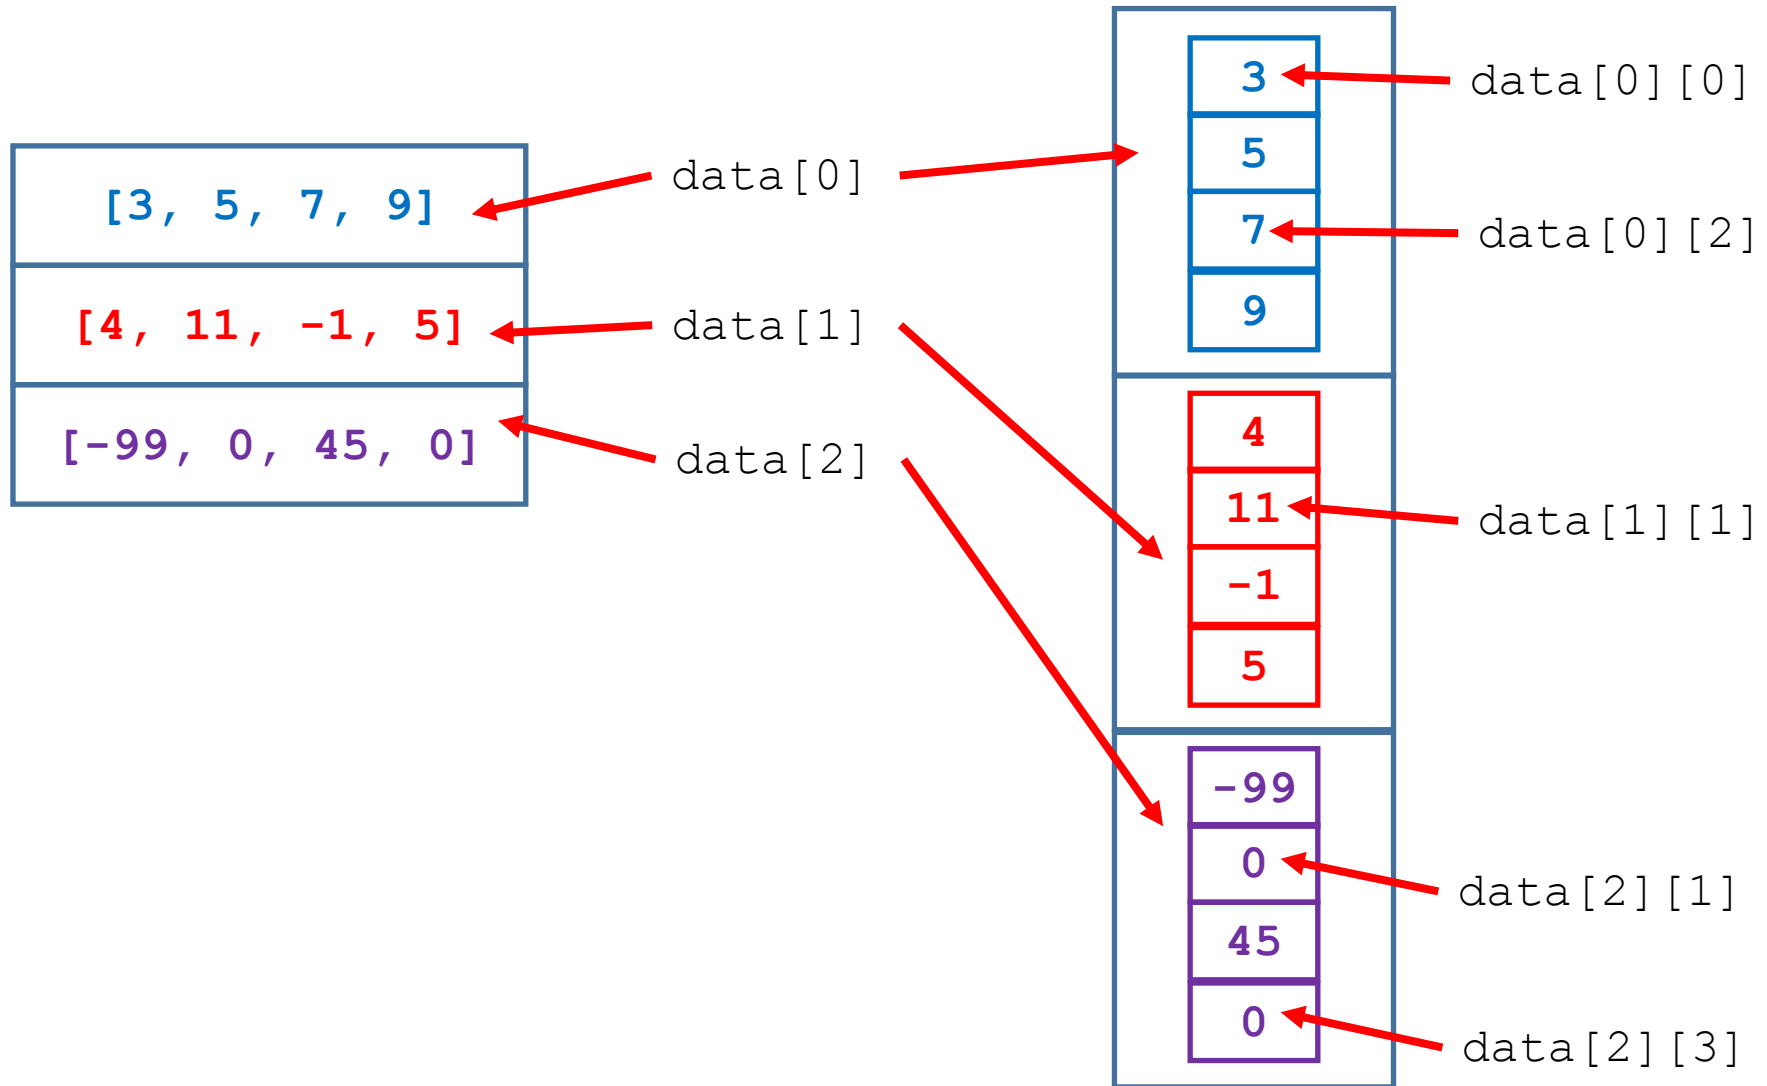 [3, 5, 7, 9]
[4, 11, -1, 5]
[-99, 0, 45, 0]
data[0]
data[1]
data[2]
3
5
7
9
4
11
-1
5
-99
0
45
0
data[0][0]
data[0][2]
data[1][1]
data[2][1]
data[2][3]